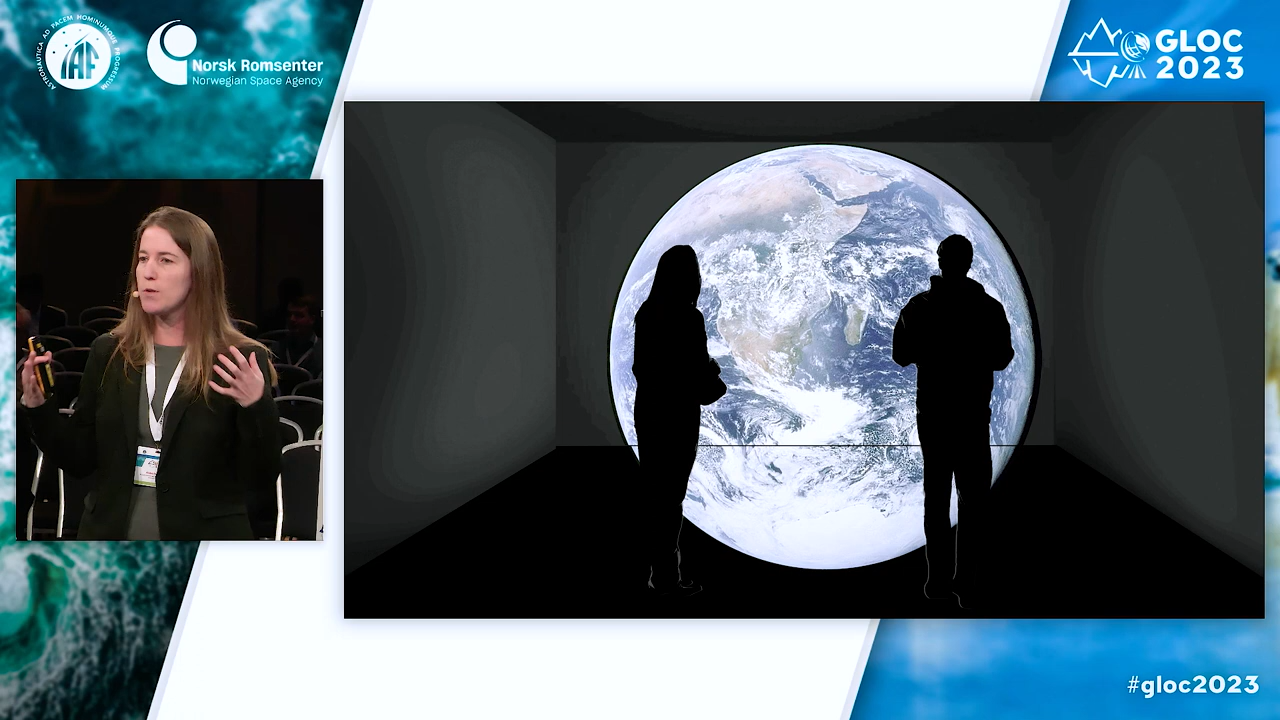 ASTRONAUTICA AD PACEM HOMINUMQUE PROGRESSUM
IAF
Norsk Romsenter
Norwegian Space Agency
GLOC
2023
#gloc2023